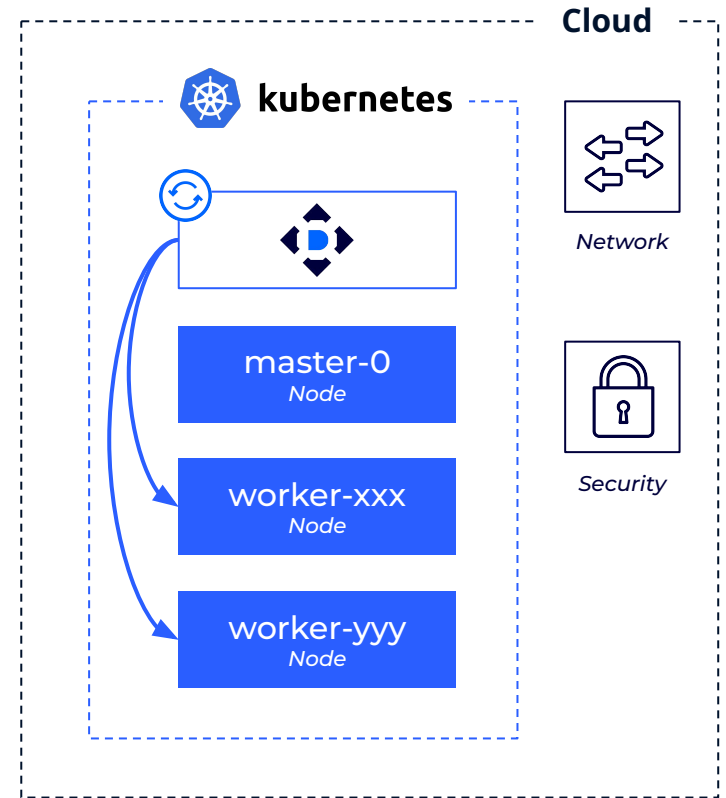 Cloud
kubernetes
Network
D
master-0
Node
Security
worker-xxx
Node
worker-yyy
Node